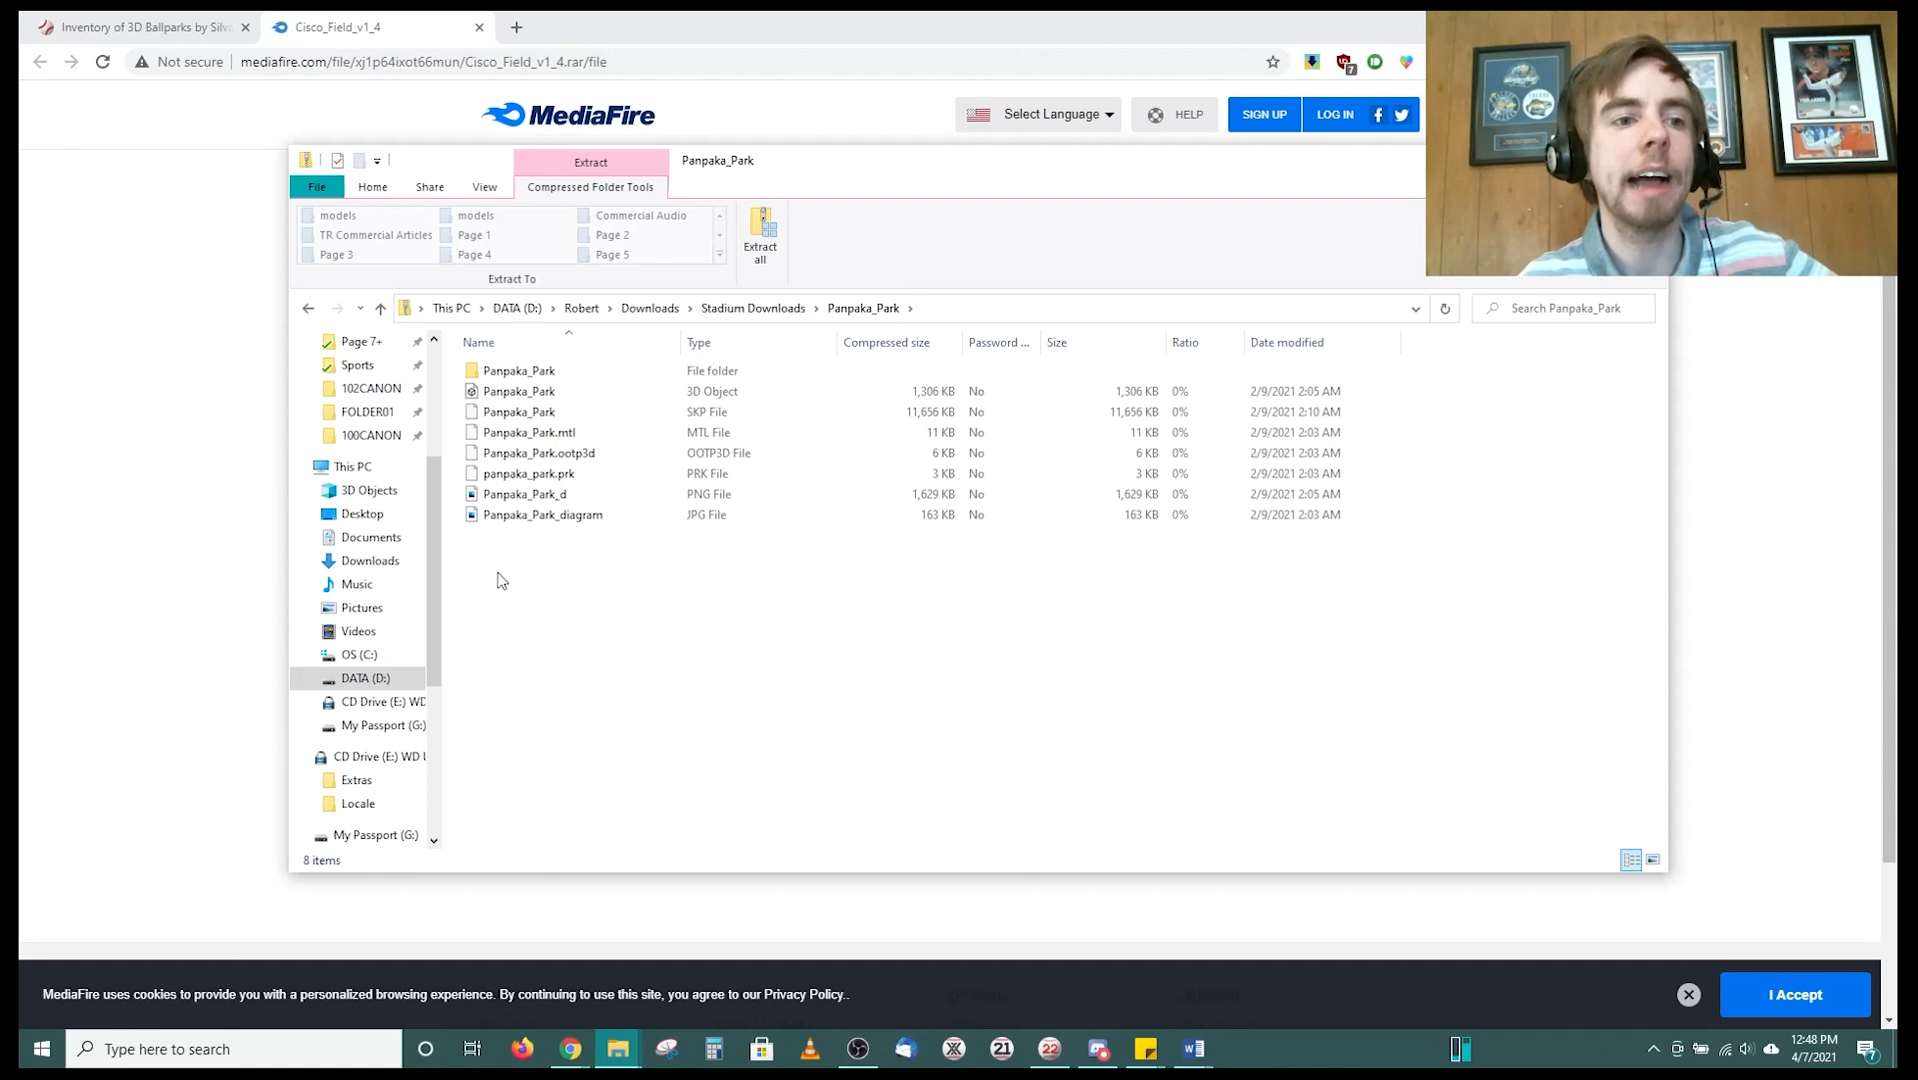 Inventory of 3D Ballparks by Silva
Cisco_Field_v1_4
Not secure
mediafire.com/file/xj1p64ixot66mun/Cisco_Field_v1_4.rar/file
7
MediaFire
Select Language
HELP
SIGN UP
LOG IN
Extract
Panpaka_Park
File
Home
Share
View
Compressed Folder Tools
models
models
Commercial Audio
TR Commercial Articles
Page 1
Page 2
Page 3
Page 4
Page 5
Extract all
Extract To
This PC > DATA (D:) > Robert > Downloads > Stadium Downloads > Panpaka_Park >
Search Panpaka_Park
Name
Type
Compressed size
Password ...
Size
Ratio
Date modified
Panpaka_Park File folder
Panpaka_Park 3D Object 1,306 KB No 1,306 KB 0% 2/9/2021 2:05 AM
Panpaka_Park SKP File 11,656 KB No 11,656 KB 0% 2/9/2021 2:10 AM
Panpaka_Park.mtl MTL File 11 KB No 11 KB 0% 2/9/2021 2:03 AM
Panpaka_Park.ootp3d OOTP3D File 6 KB No 6 KB 0% 2/9/2021 2:03 AM
panpaka_park.prk PRK File 3 KB No 3 KB 0% 2/9/2021 2:03 AM
Panpaka_Park_d PNG File 1,629 KB No 1,629 KB 0% 2/9/2021 2:05 AM
Panpaka_Park_diagram JPG File 163 KB No 163 KB 0% 2/9/2021 2:03 AM
Page 7+
Sports
102CANON
FOLDER01
100CANON
This PC
3D Objects
Desktop
Documents
Downloads
Music
Pictures
Videos
OS (C:)
DATA (D:)
CD Drive (E:) WD
My Passport (G:)
CD Drive (E:) WD U
Extras
Locale
My Passport (G:)
8 items
MediaFire uses cookies to provide you with a personalized browsing experience. By continuing to use this site, you agree to our Privacy Policy..
I Accept
Type here to search
21
22
12:48 PM
4/7/2021
7